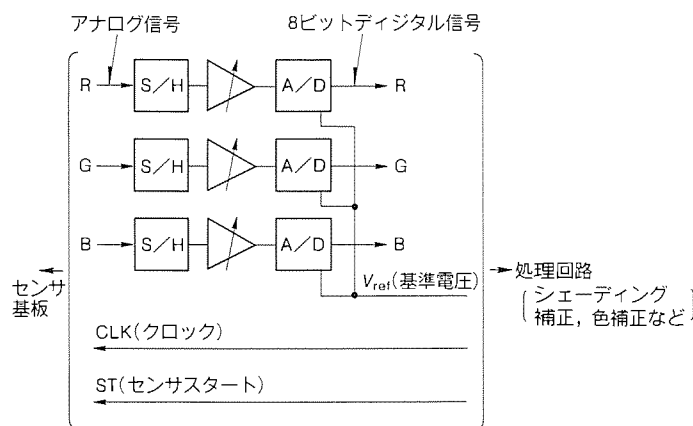 アナログ信号
8ビットディジタル信号
R
S/H
A/D
R
G
S/H
A/D
G
B
S/H
A/D
B
Vref(基準電圧)
センサ
基板
処理回路
シェーディング
補正，色補正など
CLK(クロック)
ST(センサスタート)